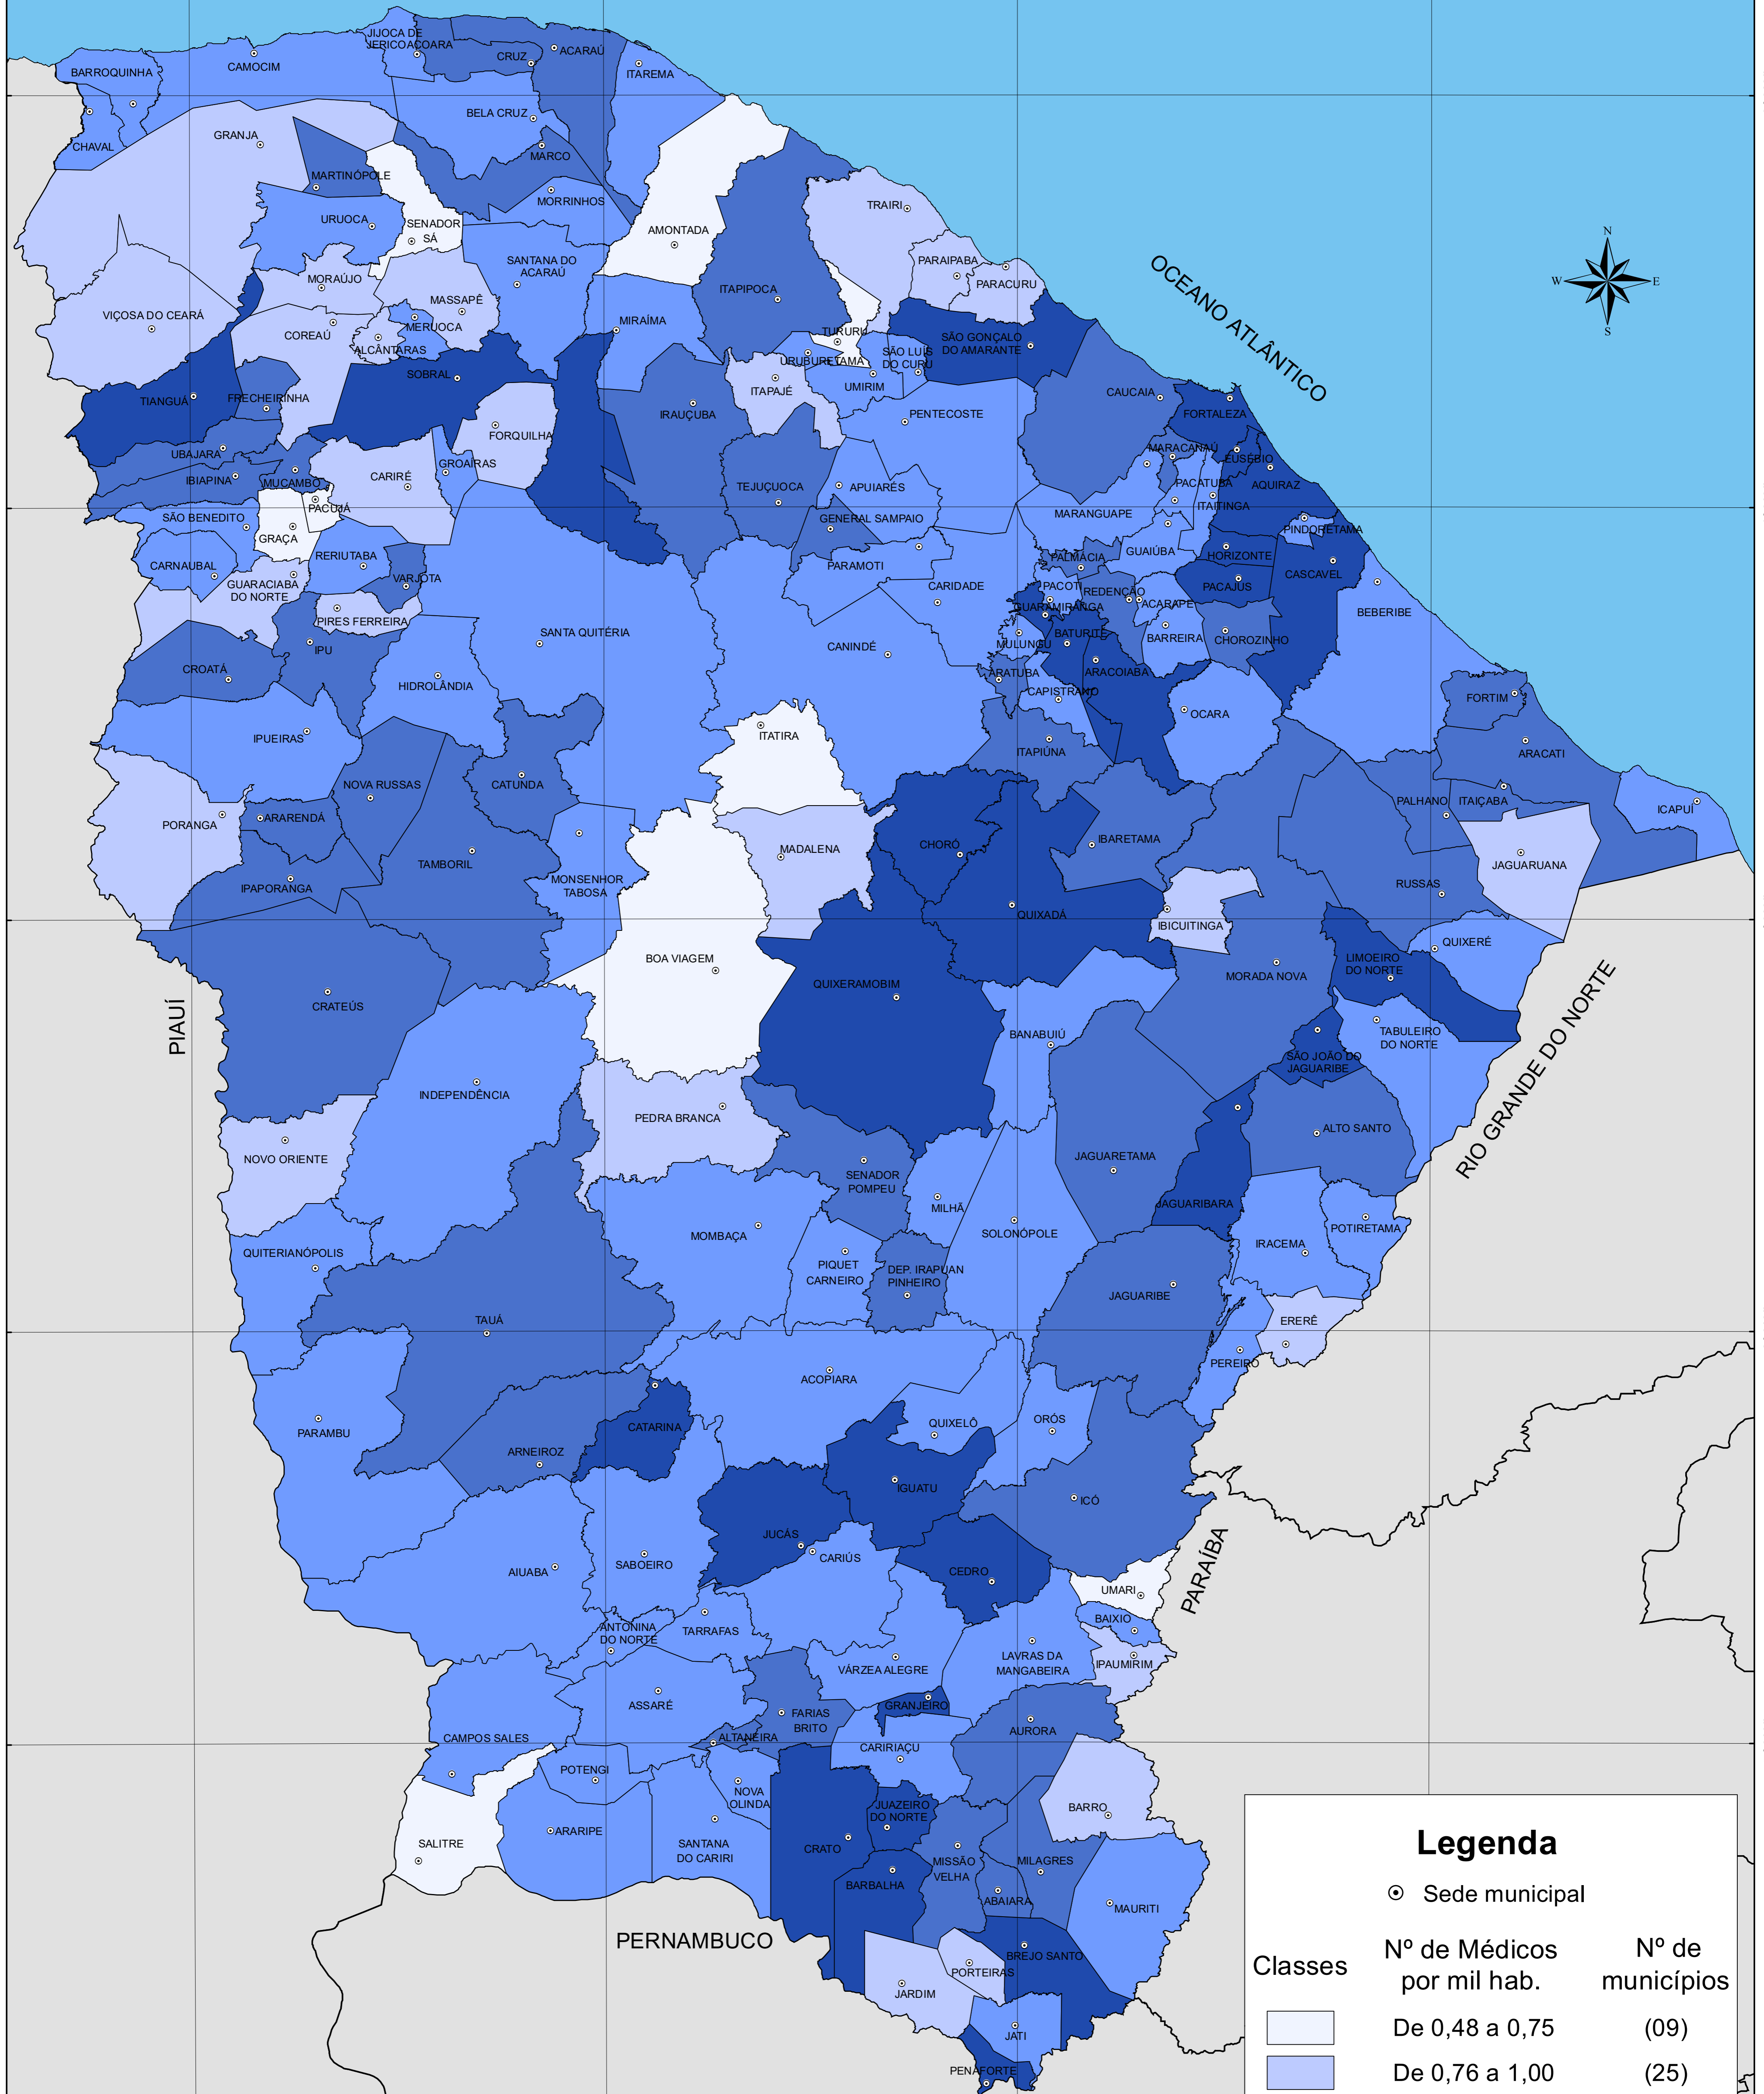 JIJOCA DE
JERICOACOARA
CRUZ
ACARAÚ
BARROQUINHA
CAMOCIM
ITAREMA
BELA CRUZ
GRANJA
CHAVAL
MARCO
MARTINÓPOLE
MORRINHOS
TRAIRI
URUOCA
SENADOR
SÁ
AMONTADA
N
W
E
S
SANTANA DO
ACARAÚ
PARAIPABA
PARACURU
OCEANO ATLÂNTICO
MORAÚJO
ITAPIPOCA
MASSAPÊ
VIÇOSA DO CEARÁ
MIRAÍMA
MERUOCA
COREAÚ
TURURU
SÃO GONÇALO
DO AMARANTE
ALCÂNTARAS
URUBURETAMA
SÃO LUÍS
DO CURU
SOBRAL
UMIRIM
ITAPAJÉ
CAUCAIA
TIANGUÁ
FRECHEIRINHA
IRAUÇUBA
PENTECOSTE
FORTALEZA
FORQUILHA
MARACANAÚ
UBAJARA
EUSÉBIO
GROAÍRAS
IBIAPINA
MUCAMBO
CARIRÉ
TEJUÇUOCA
APUIARÉS
PACATUBA
AQUIRAZ
ITAITINGA
PACUJÁ
SÃO BENEDITO
GENERAL SAMPAIO
MARANGUAPE
PINDORETAMA
GRAÇA
RERIUTABA
PALMÁCIA
GUAIÚBA
HORIZONTE
CARNAUBAL
VARJOTA
PARAMOTI
CASCAVEL
GUARACIABA
DO NORTE
CARIDADE
PACOTI
REDENÇÃO
PACAJUS
GUARAMIRANGA
ACARAPE
BEBERIBE
PIRES FERREIRA
SANTA QUITÉRIA
BATURITÉ
BARREIRA
CHOROZINHO
IPU
CANINDÉ
MULUNGU
CROATÁ
ARATUBA
ARACOIABA
HIDROLÂNDIA
CAPISTRANO
FORTIM
OCARA
IPUEIRAS
ITATIRA
ITAPIÚNA
ARACATI
NOVA RUSSAS
CATUNDA
PALHANO
ITAIÇABA
ICAPUÍ
PORANGA
ARARENDÁ
IBARETAMA
CHORÓ
MADALENA
TAMBORIL
JAGUARUANA
MONSENHOR
TABOSA
IPAPORANGA
RUSSAS
QUIXADÁ
IBICUITINGA
QUIXERÉ
BOA VIAGEM
LIMOEIRO
DO NORTE
MORADA NOVA
QUIXERAMOBIM
CRATEÚS
PIAUÍ
BANABUIÚ
TABULEIRO
DO NORTE
SÃO JOÃO DO
JAGUARIBE
RIO GRANDE DO NORTE
INDEPENDÊNCIA
PEDRA BRANCA
ALTO SANTO
NOVO ORIENTE
JAGUARETAMA
SENADOR
POMPEU
JAGUARIBARA
MILHÃ
POTIRETAMA
MOMBAÇA
SOLONÓPOLE
IRACEMA
QUITERIANÓPOLIS
PIQUET
CARNEIRO
DEP. IRAPUAN
PINHEIRO
JAGUARIBE
TAUÁ
ERERÊ
PEREIRO
ACOPIARA
QUIXELÔ
ORÓS
CATARINA
PARAMBU
ARNEIROZ
IGUATU
ICÓ
JUCÁS
CARIÚS
SABOEIRO
AIUABA
CEDRO
PARAÍBA
UMARI
BAIXIO
ANTONINA
DO NORTE
TARRAFAS
LAVRAS DA
MANGABEIRA
IPAUMIRIM
VÁRZEA ALEGRE
ASSARÉ
GRANJEIRO
FARIAS
BRITO
AURORA
CAMPOS SALES
ALTANEIRA
CARIRIAÇU
POTENGI
NOVA
OLINDA
JUAZEIRO
DO NORTE
BARRO
ARARIPE
SALITRE
SANTANA
DO CARIRI
CRATO
MISSÃO
VELHA
MILAGRES
BARBALHA
ABAIARA
MAURITI
PERNAMBUCO
BREJO SANTO
PORTEIRAS
JARDIM
JATI
PENAFORTE
Legenda
Sede municipal
Classes
Nº de Médicos
por mil hab.
Nº de
municípios
De 0,48 a 0,75
(09)
De 0,76 a 1,00
(25)